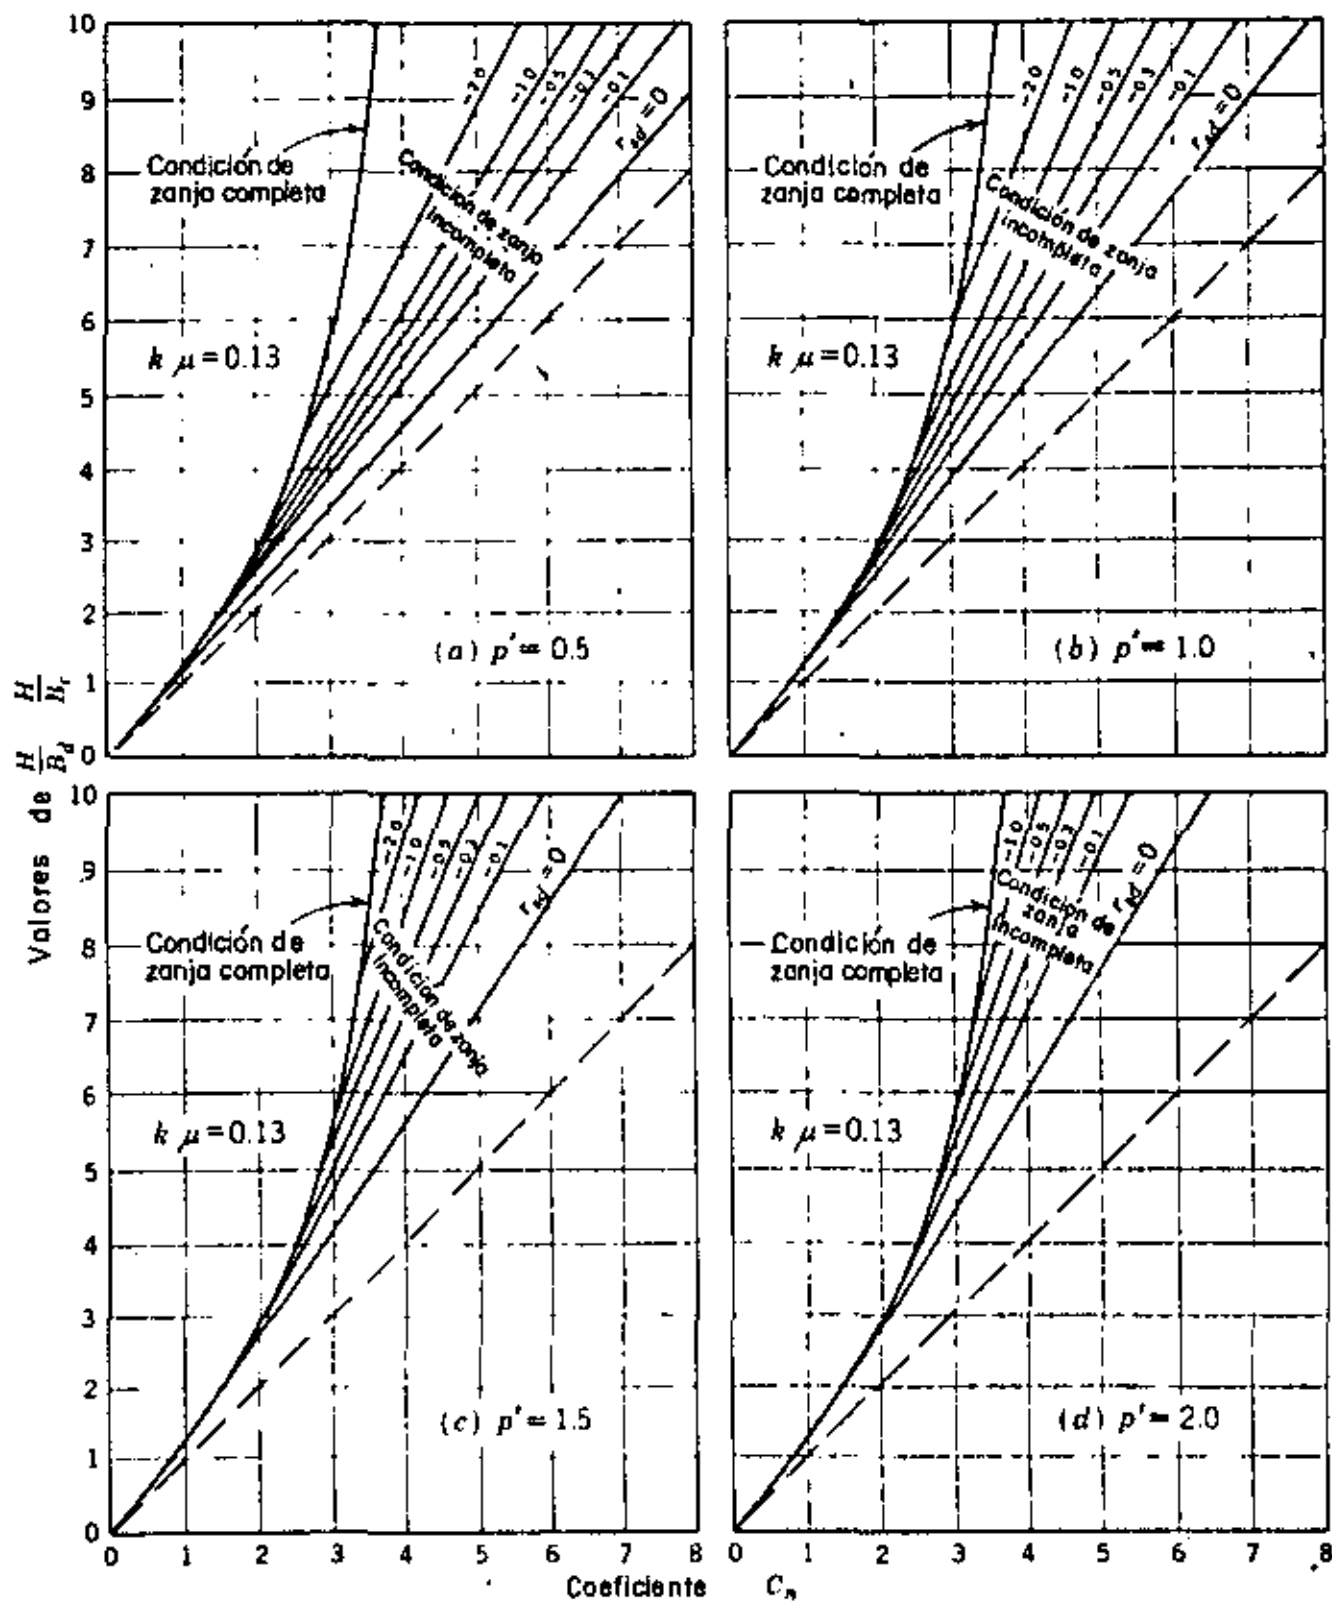 10
9
8
7
6
5
4
3
2
1
0
-2.0
-1.0
-0.5
-0.3
-0.1
r_sd = 0
Condición de
zanja completa
Condición de zanja
incompleta
k μ = 0.13
(a) p' = 0.5
-2.0
-1.0
-0.5
-0.3
-0.1
r_sd = 0
Condición de
zanja completa
Condición de zanja
incompleta
k μ = 0.13
(b) p' = 1.0
Valores de H/B_d H/B_c
10
9
8
7
6
5
4
3
2
1
0
-2.0
-1.0
-0.5
-0.3
-0.1
r_sd = 0
Condición de
zanja completa
Condición de zanja
incompleta
k μ = 0.13
(c) p' = 1.5
-1.0
-0.5
-0.3
-0.1
r_sd = 0
Condición de
zanja completa
Condición de
zanja
incompleta
k μ = 0.13
(d) p' = 2.0
0 1 2 3 4 5 6 7 8
0 1 2 3 4 5 6 7 8
Coeficiente C_n